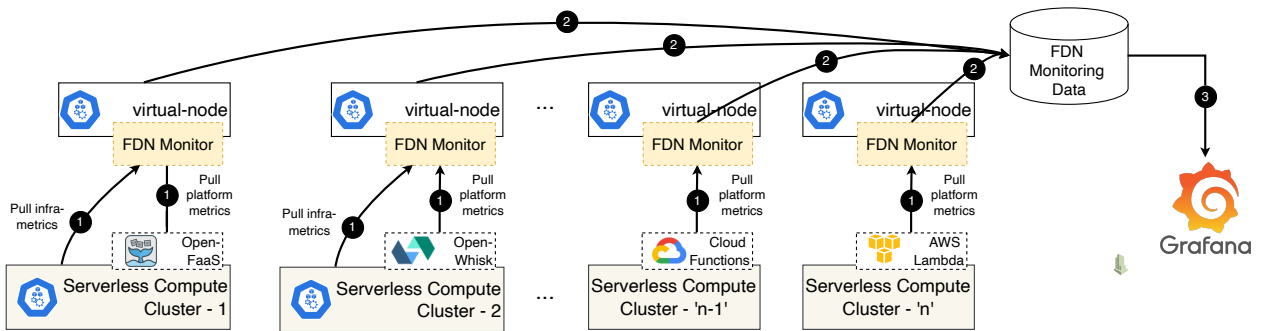 2
2
2
2
FDN
Monitoring
Data
3
virtual-node
FDN Monitor
virtual-node
FDN Monitor
...
virtual-node
FDN Monitor
virtual-node
FDN Monitor
Pull infra-
metrics
1
1
Pull
platform
metrics
Pull infra-
metrics
1
1
Pull
platform
metrics
1
Pull
platform
metrics
1
Pull
platform
metrics
Open-
FaaS
Open-
Whisk
Cloud
Functions
AWS
Lambda
Grafana
Serverless Compute
Cluster - 1
Serverless Compute
Cluster - 2
...
Serverless Compute
Cluster - 'n-1'
Serverless Compute
Cluster - 'n'